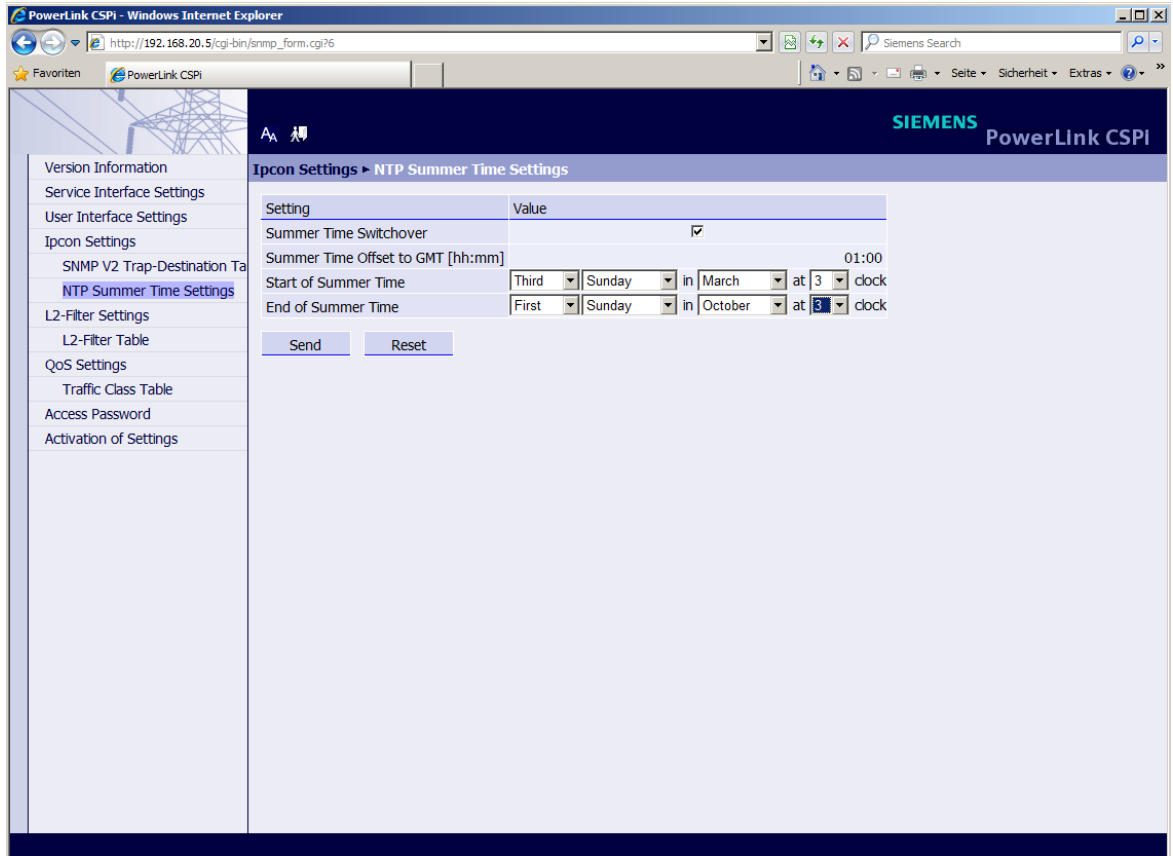 PowerLink CSPi - Windows Internet Explorer
http://192.168.20.5/cgi-bin/snmp_form.cgi?6
Siemens Search
Favoriten
PowerLink CSPi
Seite
Sicherheit
Extras
»
AA
SIEMENS
PowerLink CSPi
Version Information
Service Interface Settings
User Interface Settings
Ipcon Settings
SNMP V2 Trap-Destination Ta
NTP Summer Time Settings
L2-Filter Settings
L2-Filter Table
QoS Settings
Traffic Class Table
Access Password
Activation of Settings
Ipcon Settings ► NTP Summer Time Settings
Setting Value
Summer Time Switchover
Summer Time Offset to GMT [hh:mm] 01:00
Start of Summer Time Third Sunday in March at 3 clock
End of Summer Time First Sunday in October at 3 clock
Send Reset